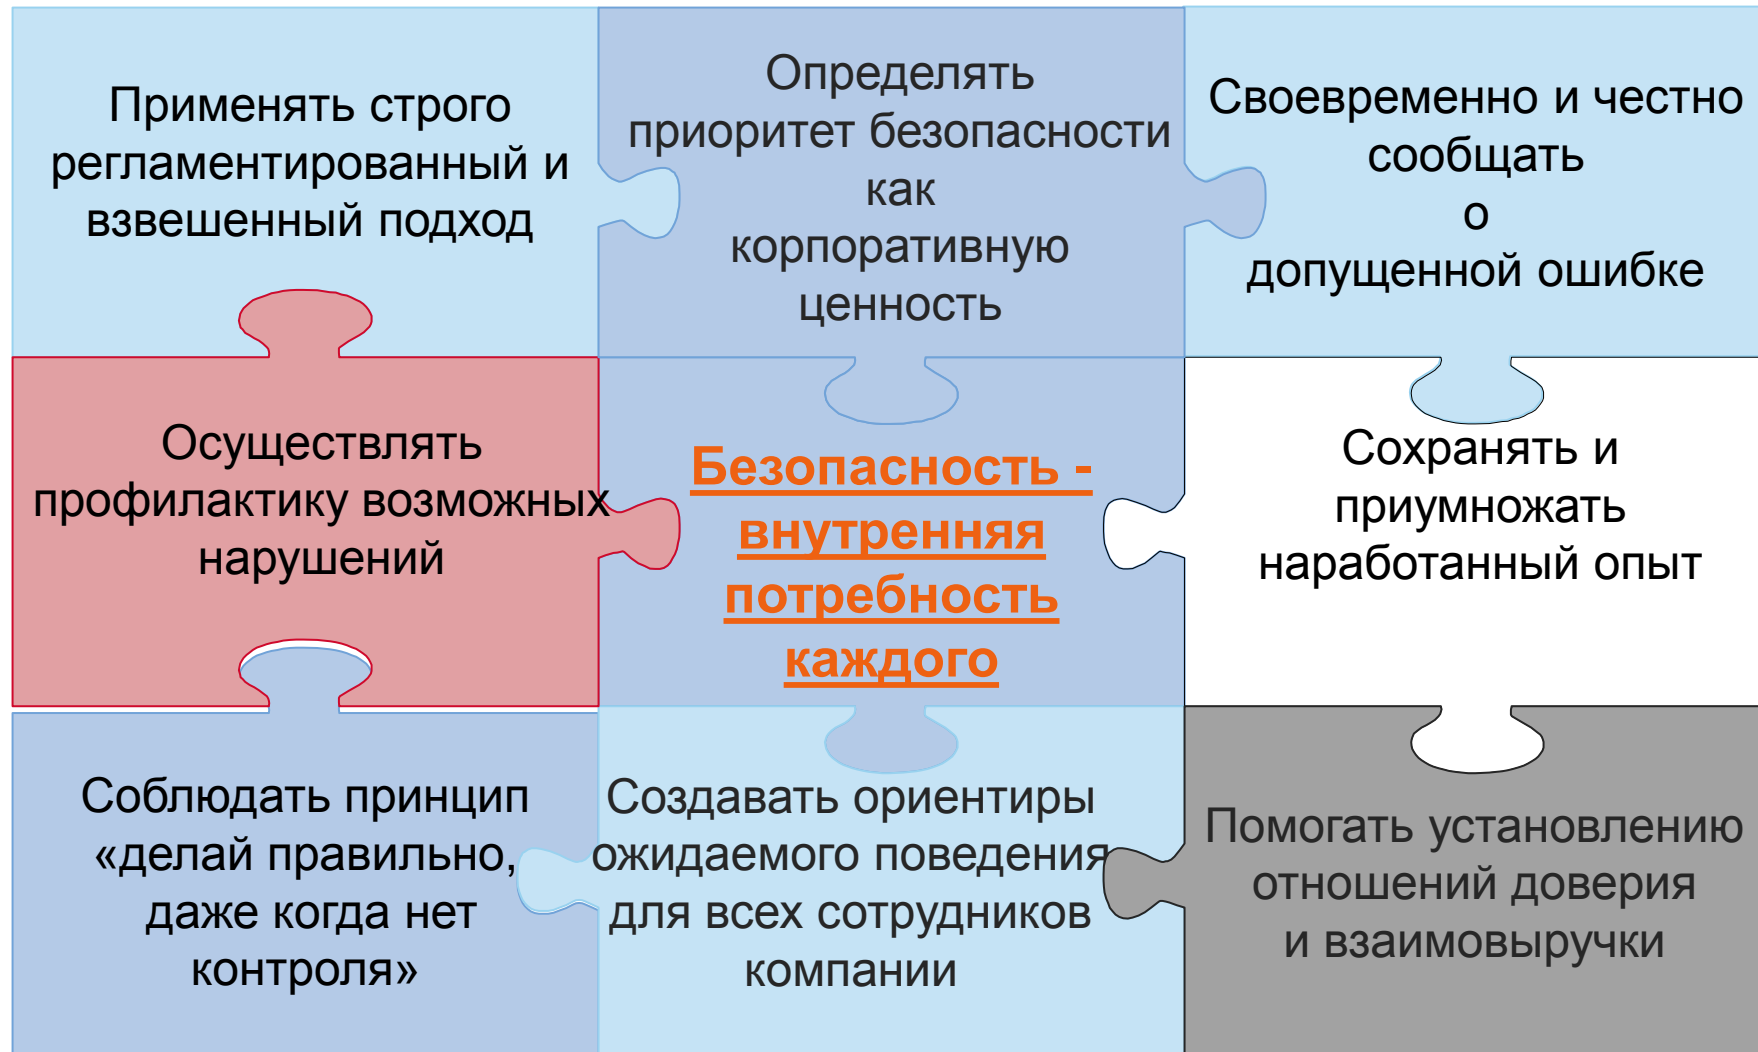 Применять строго
регламентированный и
взвешенный подход
Определять
приоритет безопасности
как
корпоративную
ценность
Своевременно и честно
сообщать
о
допущенной ошибке
Осуществлять
профилактику возможных
нарушений
Безопасность -
внутренняя
потребность
каждого
Сохранять и
приумножать
наработанный опыт
Соблюдать принцип
«делай правильно,
даже когда нет
контроля»
Создавать ориентиры
ожидаемого поведения
для всех сотрудников
компании
Помогать установлению
отношений доверия
и взаимовыручки